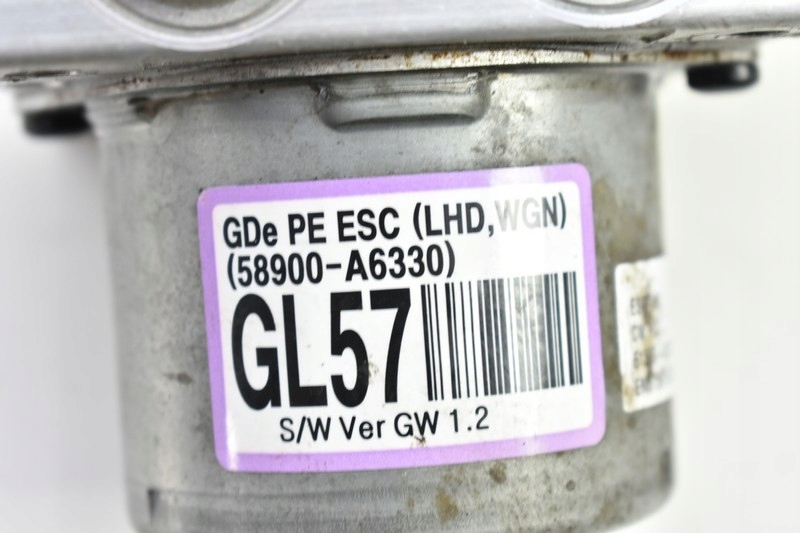 GDe PE ESC (LHD,WGN)
(58900-A6330)
GL57
S/W Ver GW 1.2